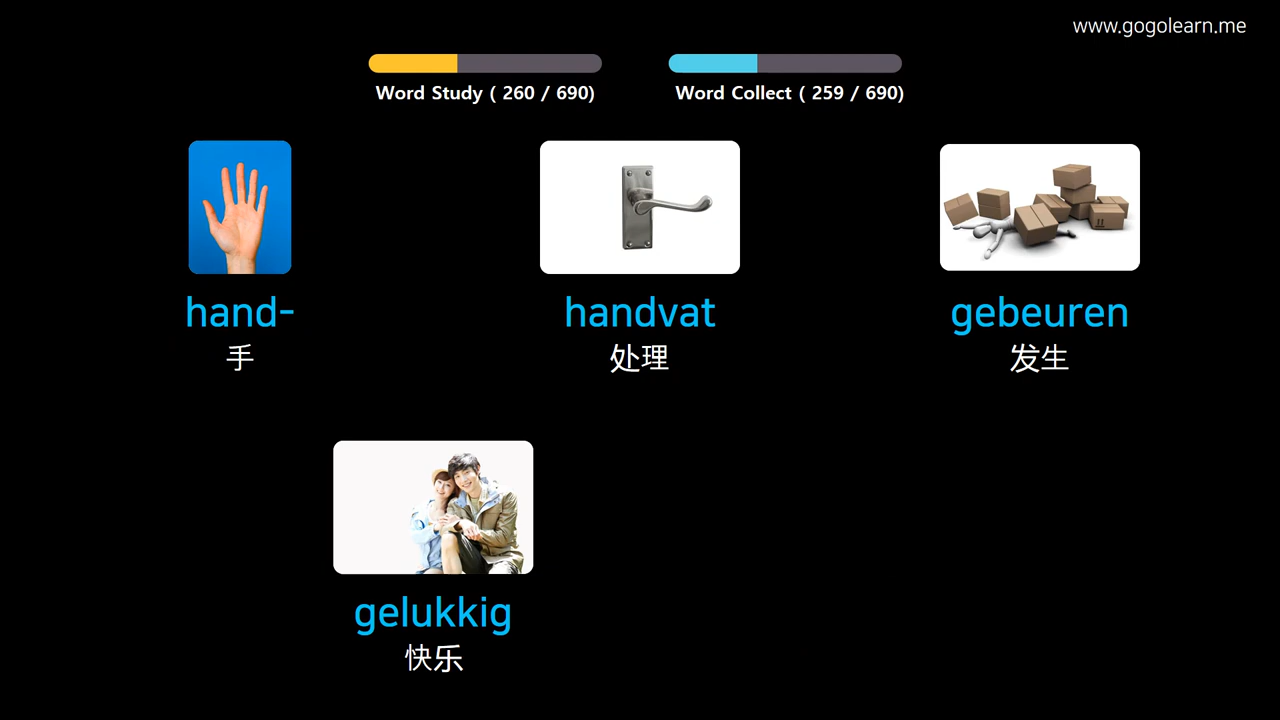 www.gogolearn.me
Word Study ( 260 / 690)
Word Collect ( 259 / 690)
hand-
手
handvat
处理
gebeuren
发生
gelukkig
快乐